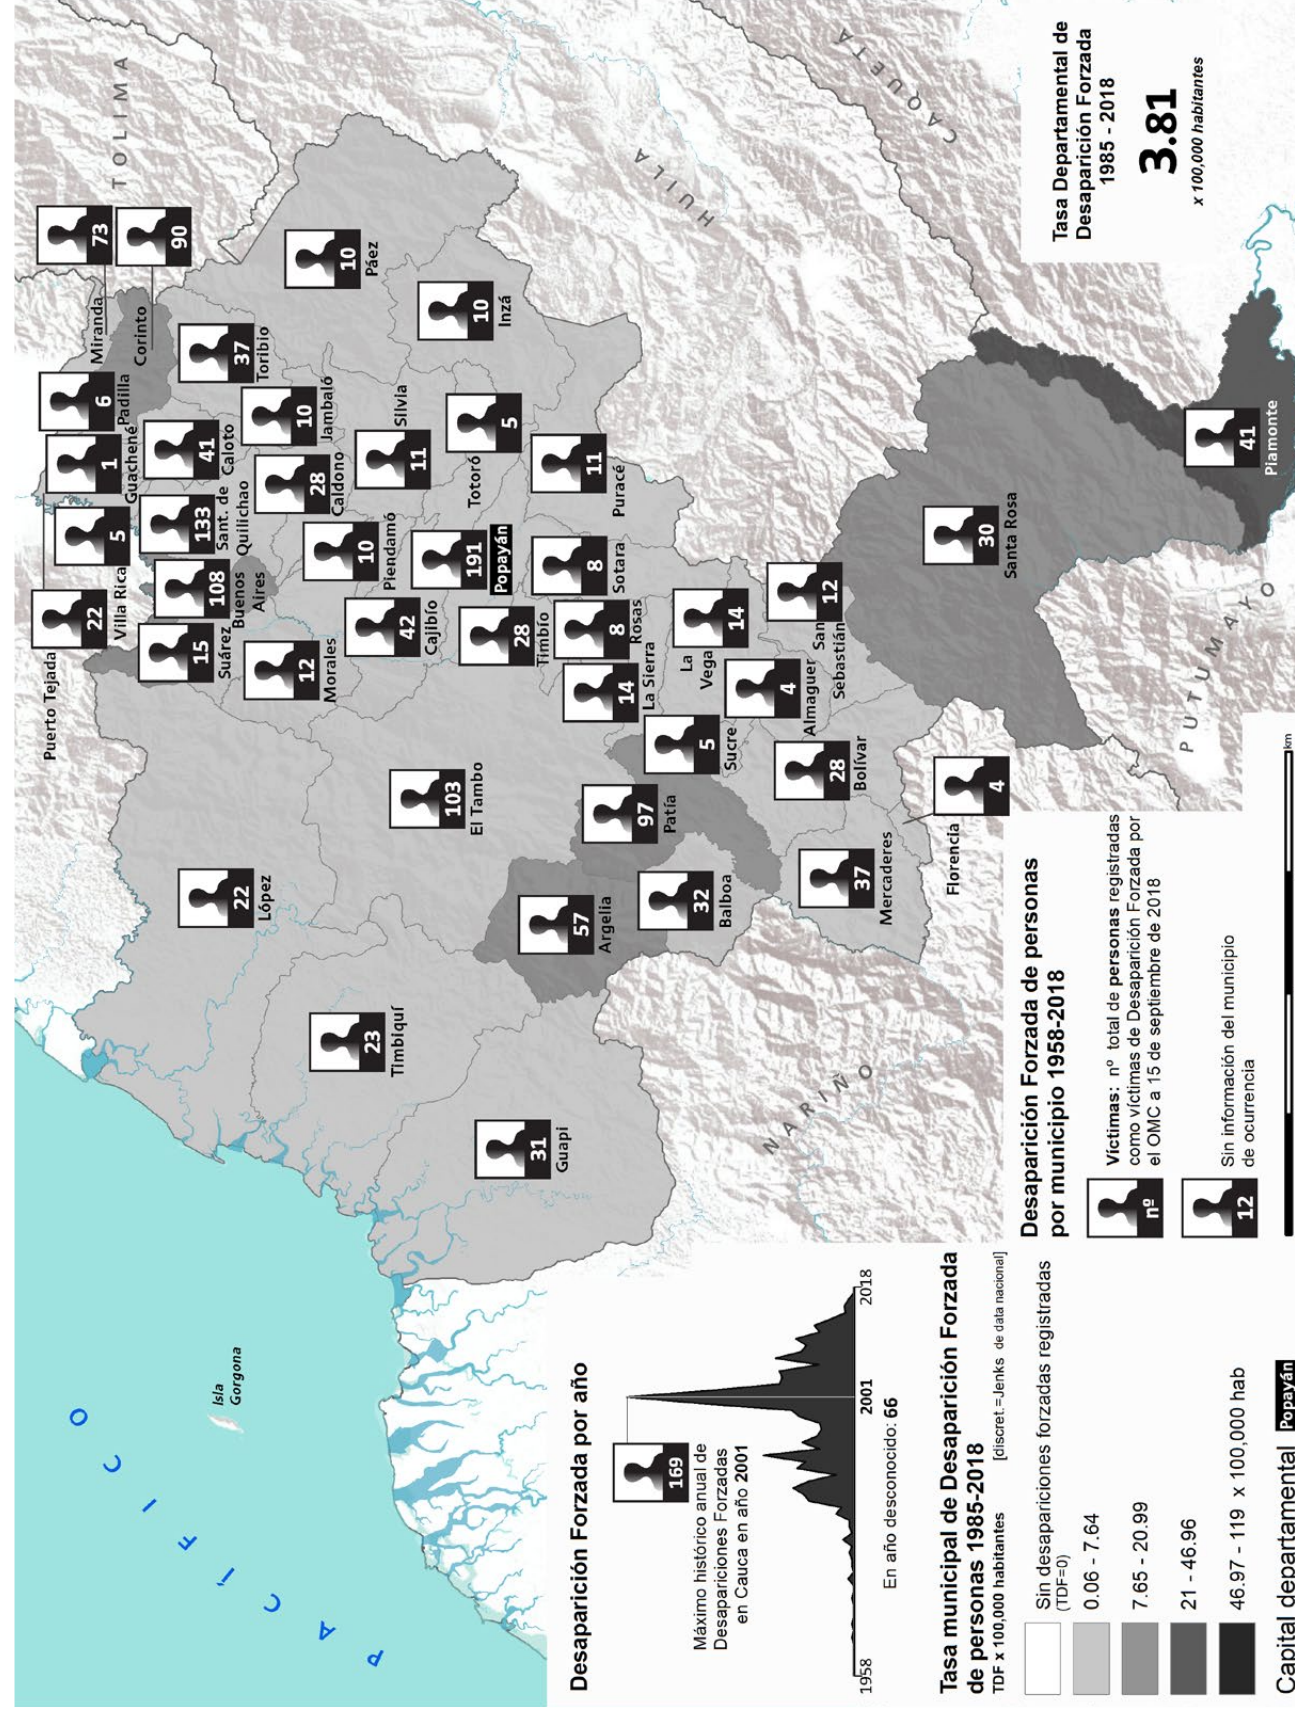 TOLIMA
HUILA
CAQUETA
PUTUMAYO
NARIÑO
PACÍFICO
Isla
Gorgona
Puerto Tejada
22
Villa Rica
5
Guachené
1
Padilla
6
Miranda
73
Corinto
90
Suárez
15
Buenos
Aires
108
Sant. de
Quilichao
133
Caloto
41
Toribio
37
Morales
12
Piendamó
10
Caldono
28
Jambaló
10
Páez
10
López
22
Cajibío
42
Popayán
191
Silvia
11
Totoró
5
Inzá
10
Timbiquí
23
El Tambo
103
Timbío
28
Rosas
8
Sotara
8
Puracé
11
Guapi
31
Argelia
57
Patía
97
La Sierra
14
Balboa
32
Sucre
5
La
Vega
14
Almaguer
4
San
Sebastián
12
Bolívar
28
Mercaderes
37
Florencia
4
Santa Rosa
30
Piamonte
41
Tasa Departamental de
Desaparición Forzada
1985 - 2018
3.81
x 100,000 habitantes
Desaparición Forzada por año
169
Máximo histórico anual de
Desapariciones Forzadas
en Cauca en año 2001
1958
2001
2018
En año desconocido: 66
Tasa municipal de Desaparición Forzada
de personas 1985-2018
TDF x 100,000 habitantes [discret.=Jenks de data nacional]
Sin desapariciones forzadas registradas
(TDF=0)
0.06 - 7.64
7.65 - 20.99
21 - 46.96
46.97 - 119 x 100,000 hab
Capital departamental Popayán
Desaparición Forzada de personas
por municipio 1958-2018
nº
Víctimas: nº total de personas registradas
como víctimas de Desaparición Forzada por
el OMC a 15 de septiembre de 2018
12
Sin información del municipio
de ocurrencia
km